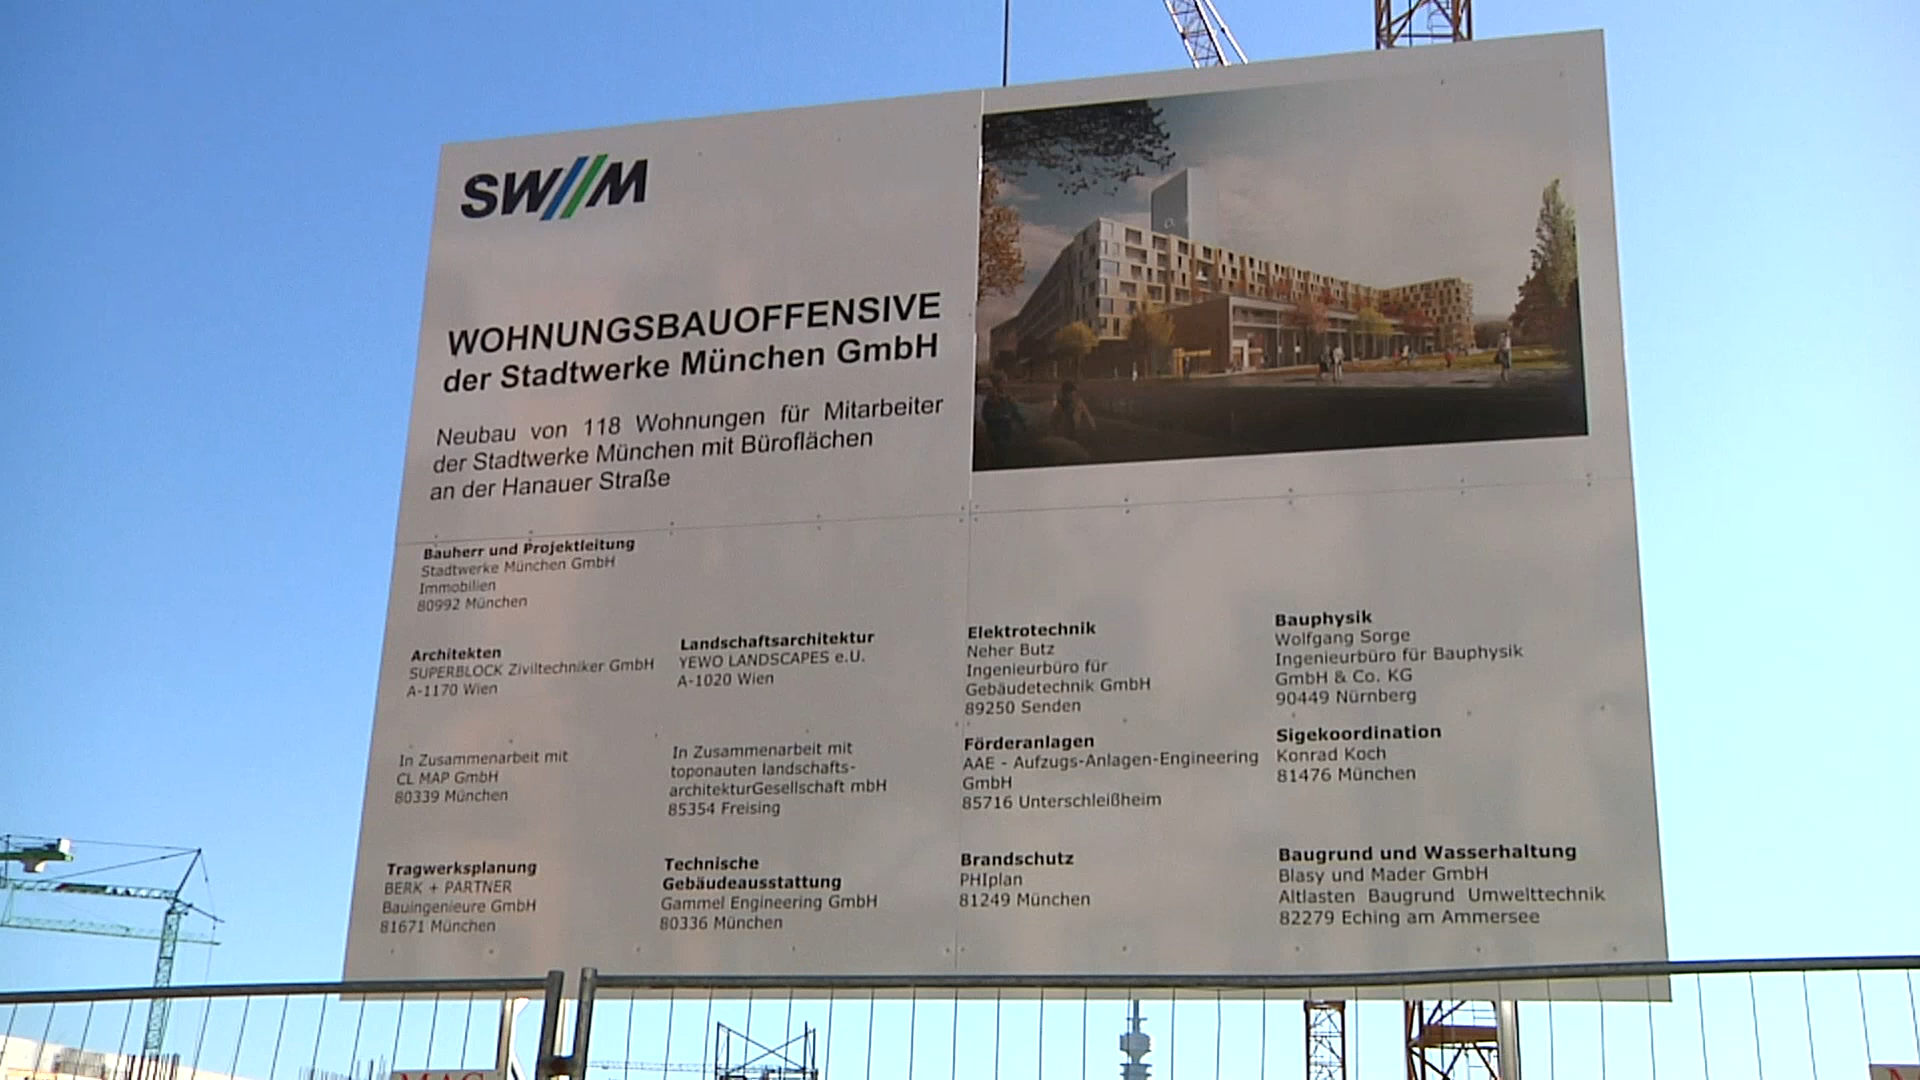 SWM
WOHNUNGSBAUOFFENSIVE
der Stadtwerke München GmbH
Neubau von 118 Wohnungen für Mitarbeiter
der Stadtwerke München mit Büroflächen
an der Hanauer Straße
Bauherr und Projektleitung
Stadtwerke München GmbH
Immobilien
80992 München
Architekten
SUPERBLOCK Ziviltechniker GmbH
A-1170 Wien
In Zusammenarbeit mit
CL MAP GmbH
80339 München
Tragwerksplanung
BERK + PARTNER
Bauingenieure GmbH
81671 München
Landschaftsarchitektur
YEWO LANDSCAPES e.U.
A-1020 Wien
In Zusammenarbeit mit
toponauten landschafts-
architekturGesellschaft mbH
85354 Freising
Technische
Gebäudeausstattung
Gammel Engineering GmbH
80336 München
Elektrotechnik
Neher Butz
Ingenieurbüro für
Gebäudetechnik GmbH
89250 Senden
Förderanlagen
AAE - Aufzugs-Anlagen-Engineering
GmbH
85716 Unterschleißheim
Brandschutz
PHIplan
81249 München
Bauphysik
Wolfgang Sorge
Ingenieurbüro für Bauphysik
GmbH & Co. KG
90449 Nürnberg
Sigekoordination
Konrad Koch
81476 München
Baugrund und Wasserhaltung
Blasy und Mader GmbH
Altlasten Baugrund Umwelttechnik
82279 Eching am Ammersee